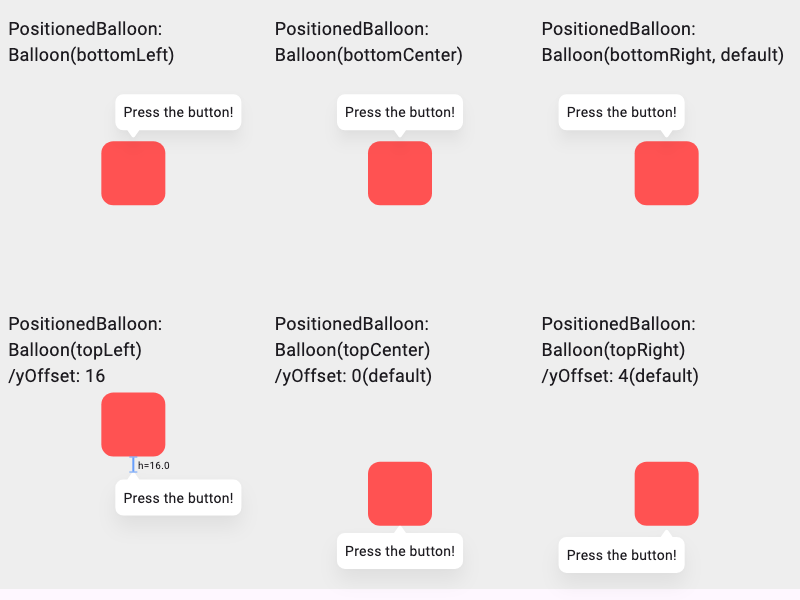 PositionedBalloon:
Balloon(bottomLeft)
Press the button!
PositionedBalloon:
Balloon(bottomCenter)
Press the button!
PositionedBalloon:
Balloon(bottomRight, default)
Press the button!
PositionedBalloon:
Balloon(topLeft)
/yOffset: 16
h=16.0
Press the button!
PositionedBalloon:
Balloon(topCenter)
/yOffset: 0(default)
Press the button!
PositionedBalloon:
Balloon(topRight)
/yOffset: 4(default)
Press the button!